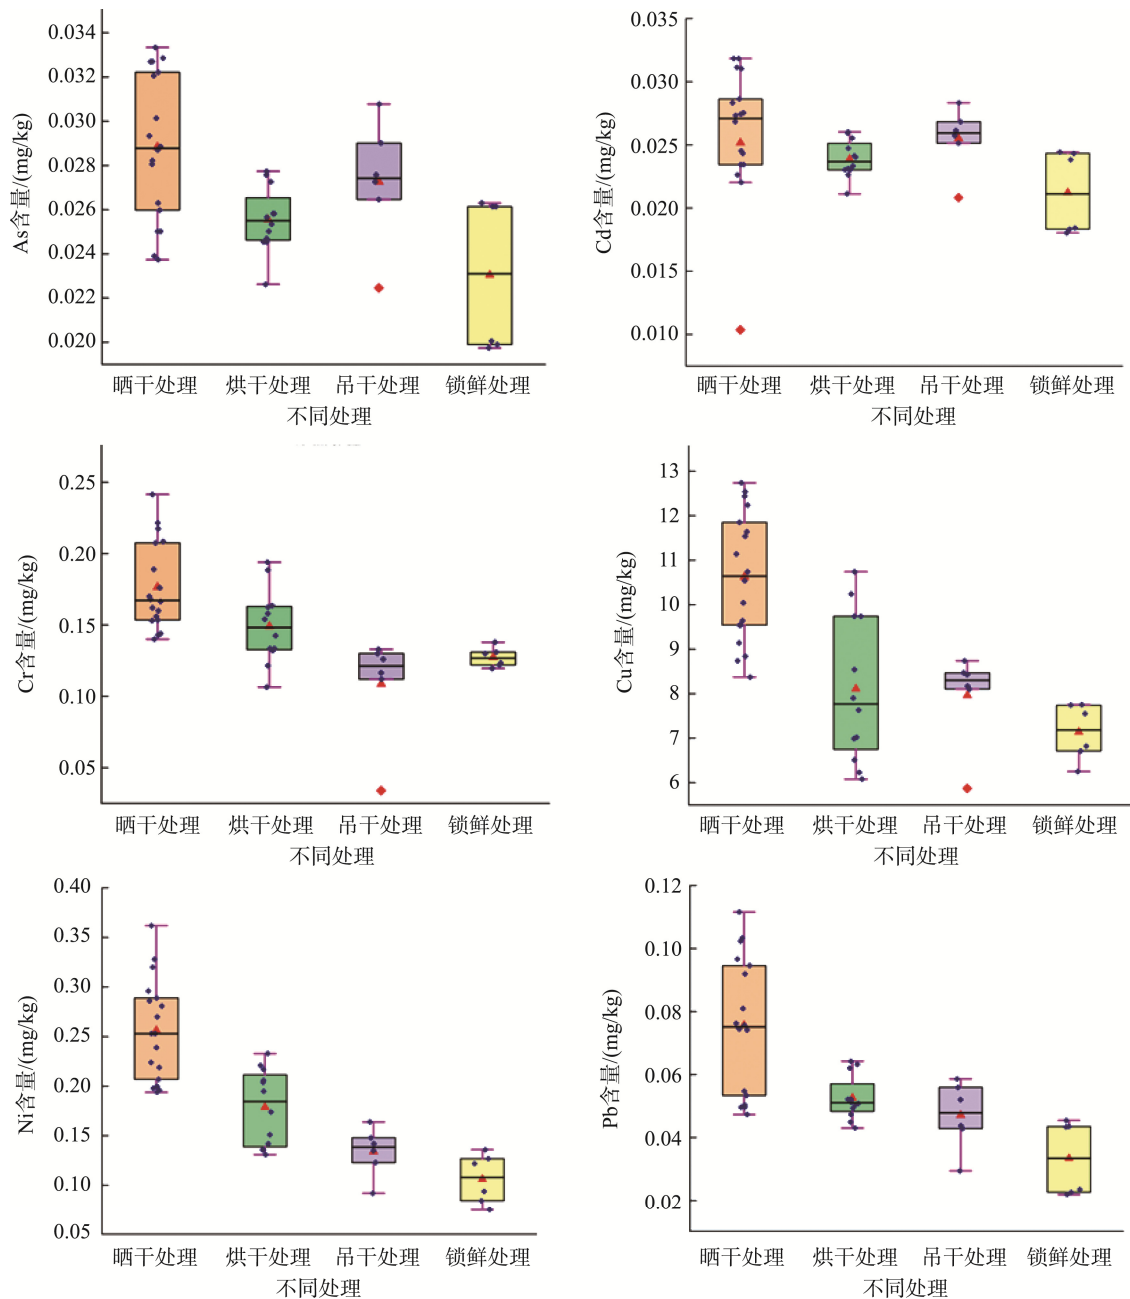 As含量/(mg/kg)
0.034
0.032
0.030
0.028
0.026
0.024
0.022
0.020
晒干处理 烘干处理 吊干处理 锁鲜处理
不同处理
Cd含量/(mg/kg)
0.035
0.030
0.025
0.020
0.015
0.010
晒干处理 烘干处理 吊干处理 锁鲜处理
不同处理
Cr含量/(mg/kg)
0.25
0.20
0.15
0.10
0.05
晒干处理 烘干处理 吊干处理 锁鲜处理
不同处理
Cu含量/(mg/kg)
13
12
11
10
9
8
7
6
晒干处理 烘干处理 吊干处理 锁鲜处理
不同处理
Ni含量/(mg/kg)
0.40
0.35
0.30
0.25
0.20
0.15
0.10
0.05
晒干处理 烘干处理 吊干处理 锁鲜处理
不同处理
Pb含量/(mg/kg)
0.12
0.10
0.08
0.06
0.04
0.02
晒干处理 烘干处理 吊干处理 锁鲜处理
不同处理